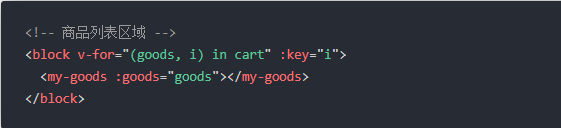 <!-- 商品列表区域 -->
<block v-for="(goods, i) in cart" :key="i">
  <my-goods :goods="goods"></my-goods>
</block>